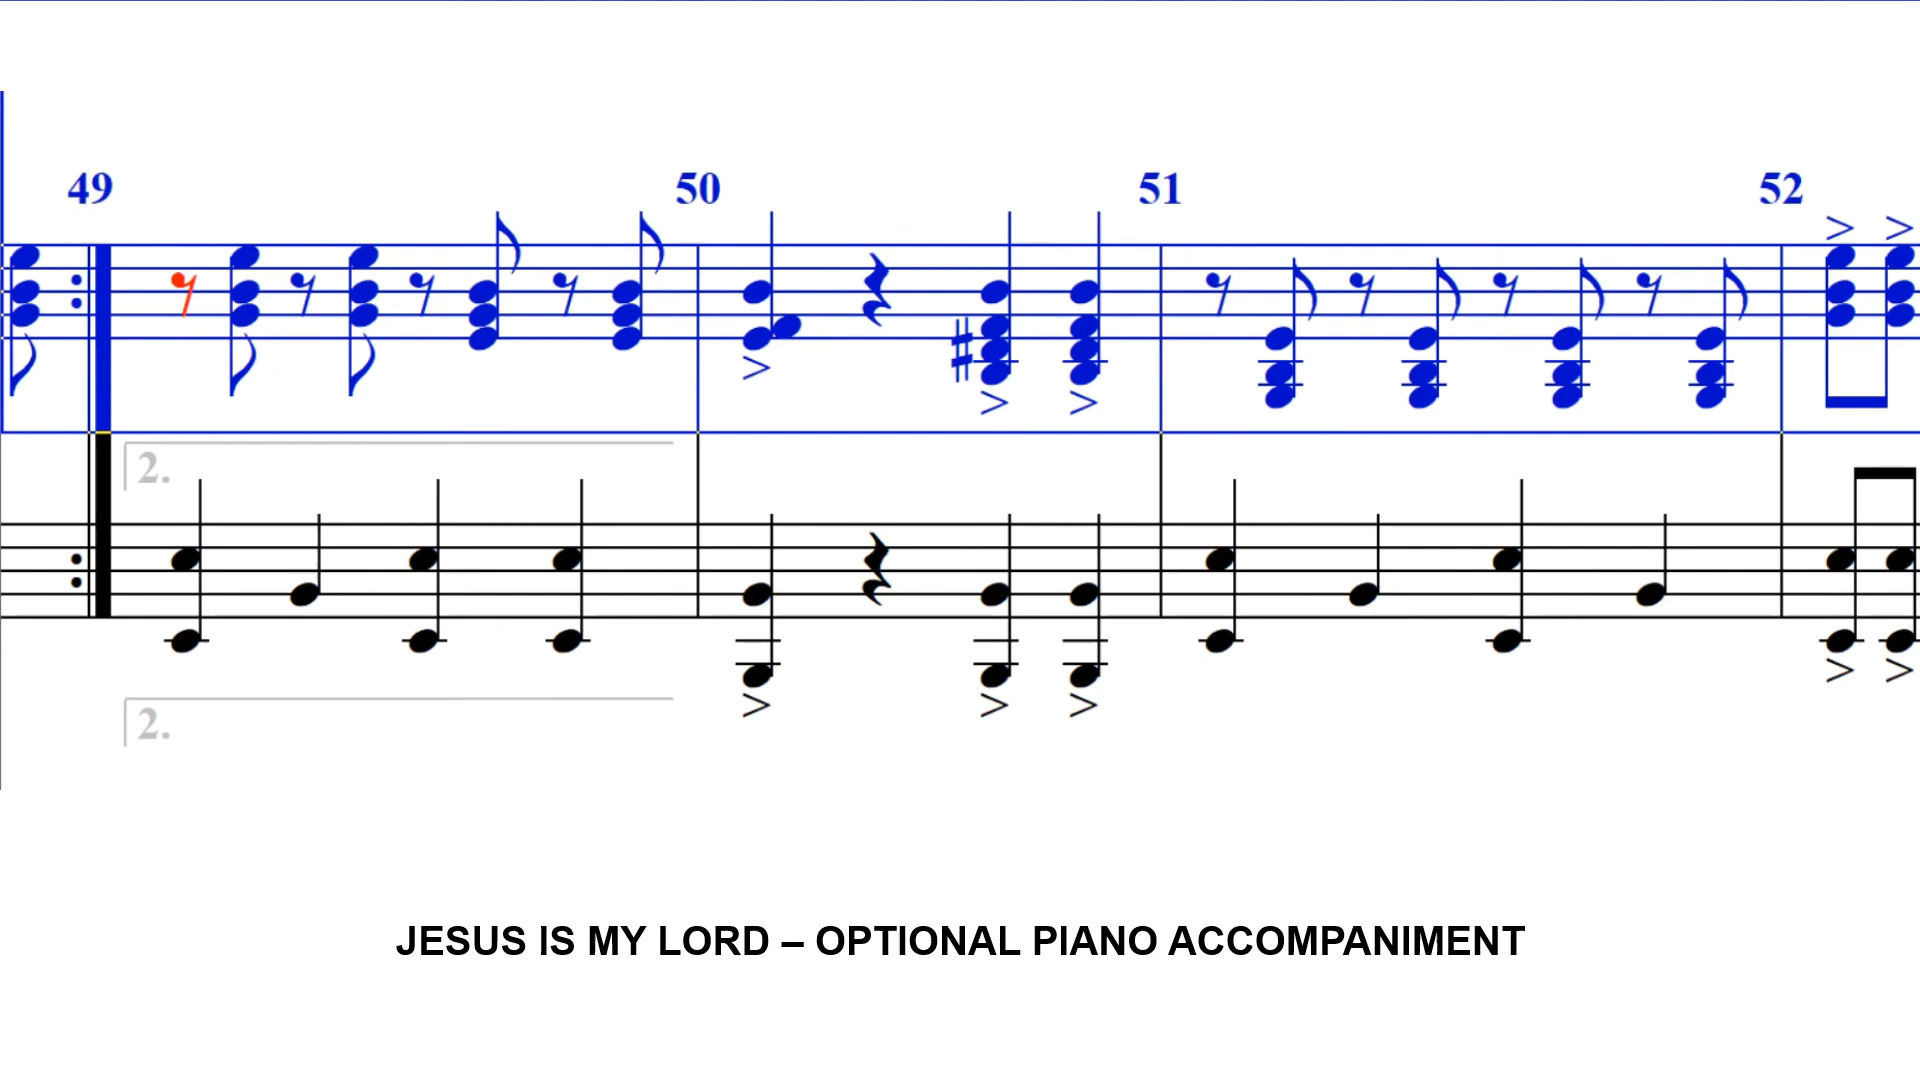 49 50 51 52
2.
2.
JESUS IS MY LORD – OPTIONAL PIANO ACCOMPANIMENT